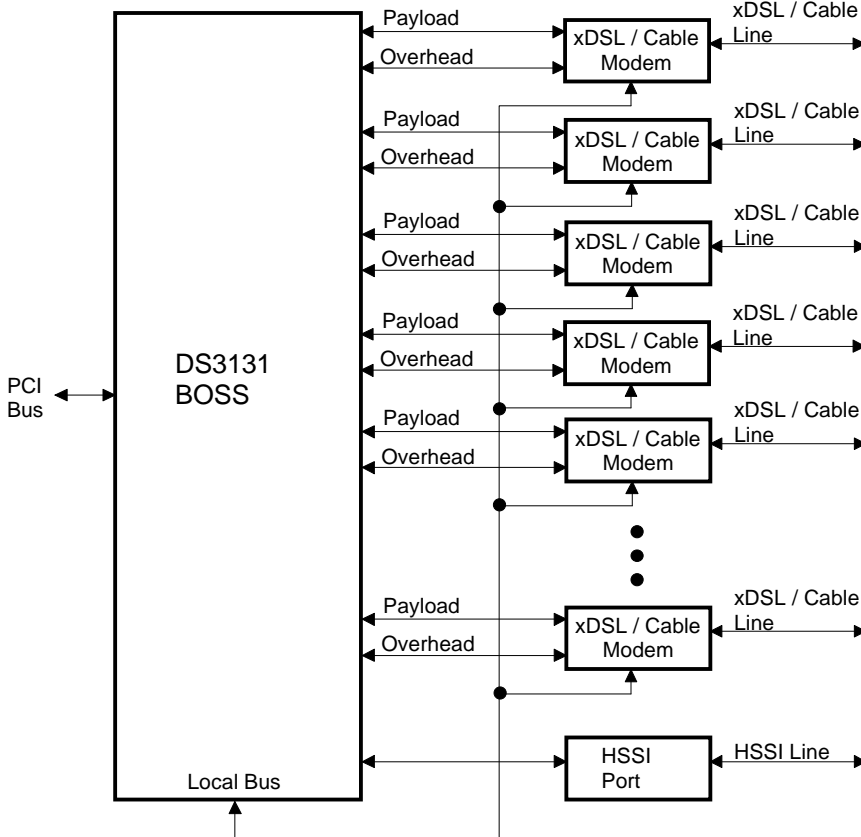 Payload
xDSL / Cable
Modem
xDSL / Cable
Line
Overhead
Payload
xDSL / Cable
Modem
xDSL / Cable
Line
Overhead
Payload
xDSL / Cable
Modem
xDSL / Cable
Line
Overhead
Payload
xDSL / Cable
Modem
xDSL / Cable
Line
Overhead
DS3131
BOSS
PCI
Bus
Payload
xDSL / Cable
Modem
xDSL / Cable
Line
Overhead
Payload
xDSL / Cable
Modem
xDSL / Cable
Line
Overhead
HSSI
Port
HSSI Line
Local Bus